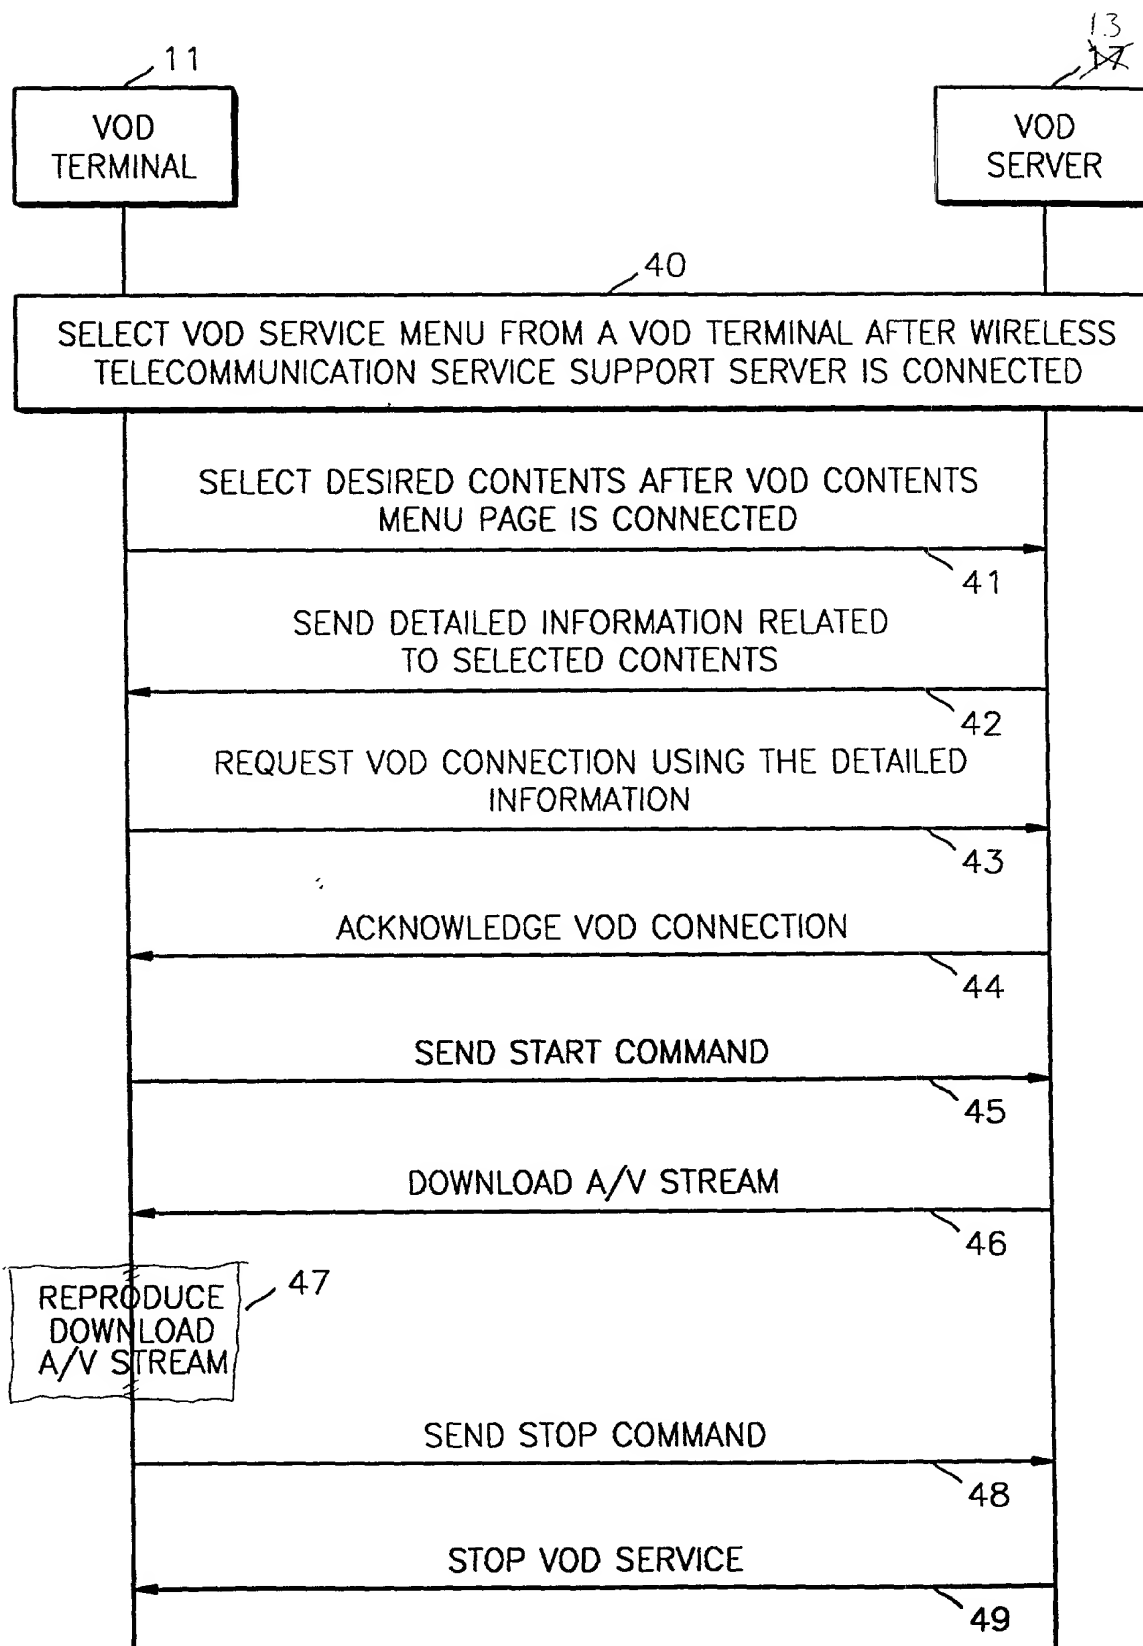 13
11
17
VOD
TERMINAL
VOD
SERVER
40
SELECT VOD SERVICE MENU FROM A VOD TERMINAL AFTER WIRELESS
TELECOMMUNICATION SERVICE SUPPORT SERVER IS CONNECTED
SELECT DESIRED CONTENTS AFTER VOD CONTENTS
MENU PAGE IS CONNECTED
41
SEND DETAILED INFORMATION RELATED
TO SELECTED CONTENTS
42
REQUEST VOD CONNECTION USING THE DETAILED
INFORMATION
43
ACKNOWLEDGE VOD CONNECTION
44
SEND START COMMAND
45
DOWNLOAD A/V STREAM
46
47
REPRODUCE
DOWNLOAD
A/V STREAM
SEND STOP COMMAND
48
STOP VOD SERVICE
49